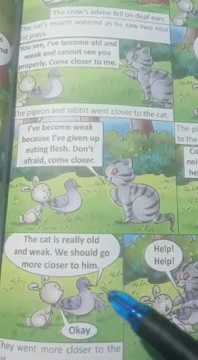 The crow's advise fell on deaf ears.
The cat's mouth watered as he saw two nice
You see, I've become old and
weak and cannot see you
properly. Come closer to me.
The pigeon and rabbit went closer to the cat.
I've become weak
because I've given up
eating flesh. Don't
afraid, come closer.
The pi
to the
The cat is really old
and weak. We should go
more closer to him.
Help!
Help!
Okay
hey went more closer to the